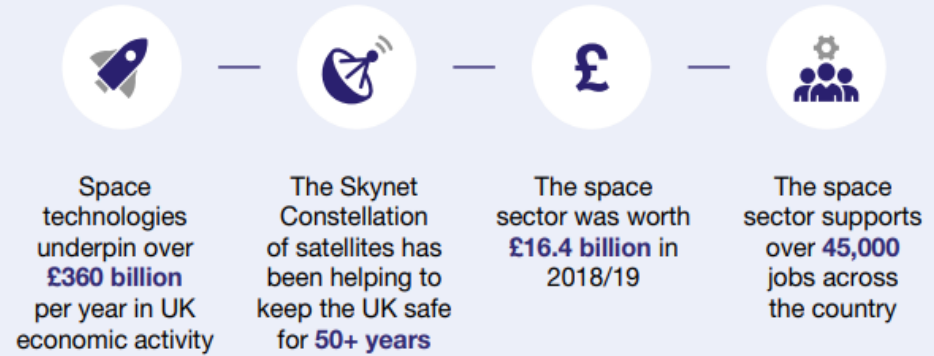 £
Space
technologies
underpin over
£360 billion
per year in UK
economic activity
The Skynet
Constellation
of satellites has
been helping to
keep the UK safe
for 50+ years
The space
sector was worth
£16.4 billion in
2018/19
The space
sector supports
over 45,000
jobs across
the country